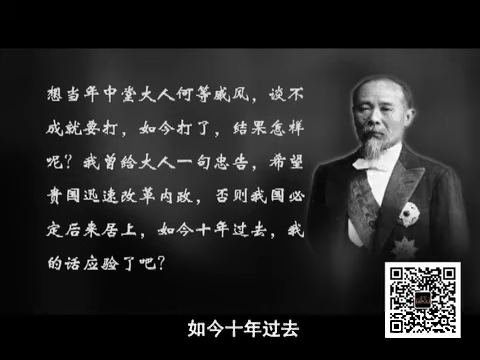 想当年中堂大人何等威风，谈不
成就要打，如今打了，结果怎样
呢？我曾给大人一句忠告，希望
贵国迅速改革内政，否则我国必
定后来居上，如今十年过去，我
的话应验了吧？
如今十年过去